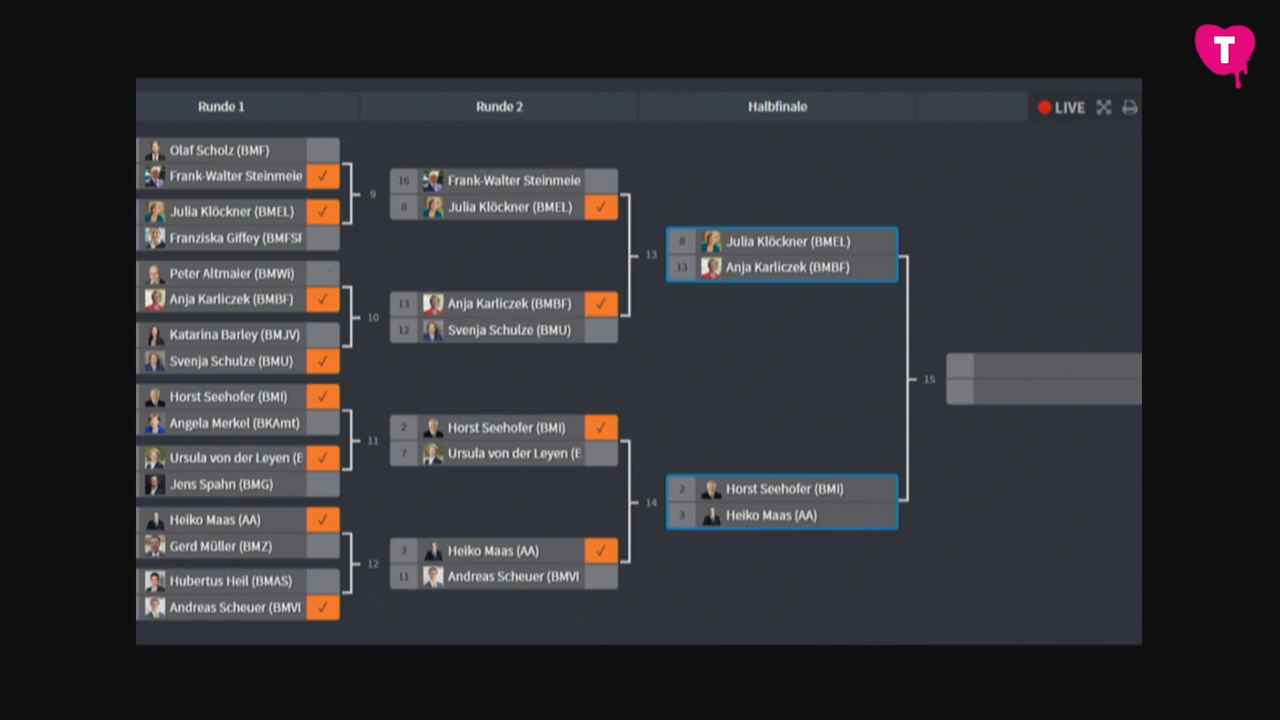 Runde 1
Runde 2
Halbfinale
LIVE
T
Olaf Scholz (BMF)
Frank-Walter Steinmeie
Julia Klöckner (BMEL)
Franziska Giffey (BMFSF
Peter Altmaier (BMWi)
Anja Karliczek (BMBF)
Katarina Barley (BMJV)
Svenja Schulze (BMU)
Horst Seehofer (BMI)
Angela Merkel (BKAmt)
Ursula von der Leyen (B
Jens Spahn (BMG)
Heiko Maas (AA)
Gerd Müller (BMZ)
Hubertus Heil (BMAS)
Andreas Scheuer (BMVI
9
10
11
12
16 Frank-Walter Steinmeie
8 Julia Klöckner (BMEL)
13 Anja Karliczek (BMBF)
12 Svenja Schulze (BMU)
2 Horst Seehofer (BMI)
7 Ursula von der Leyen (B
3 Heiko Maas (AA)
11 Andreas Scheuer (BMVI
13
14
8 Julia Klöckner (BMEL)
13 Anja Karliczek (BMBF)
2 Horst Seehofer (BMI)
3 Heiko Maas (AA)
15